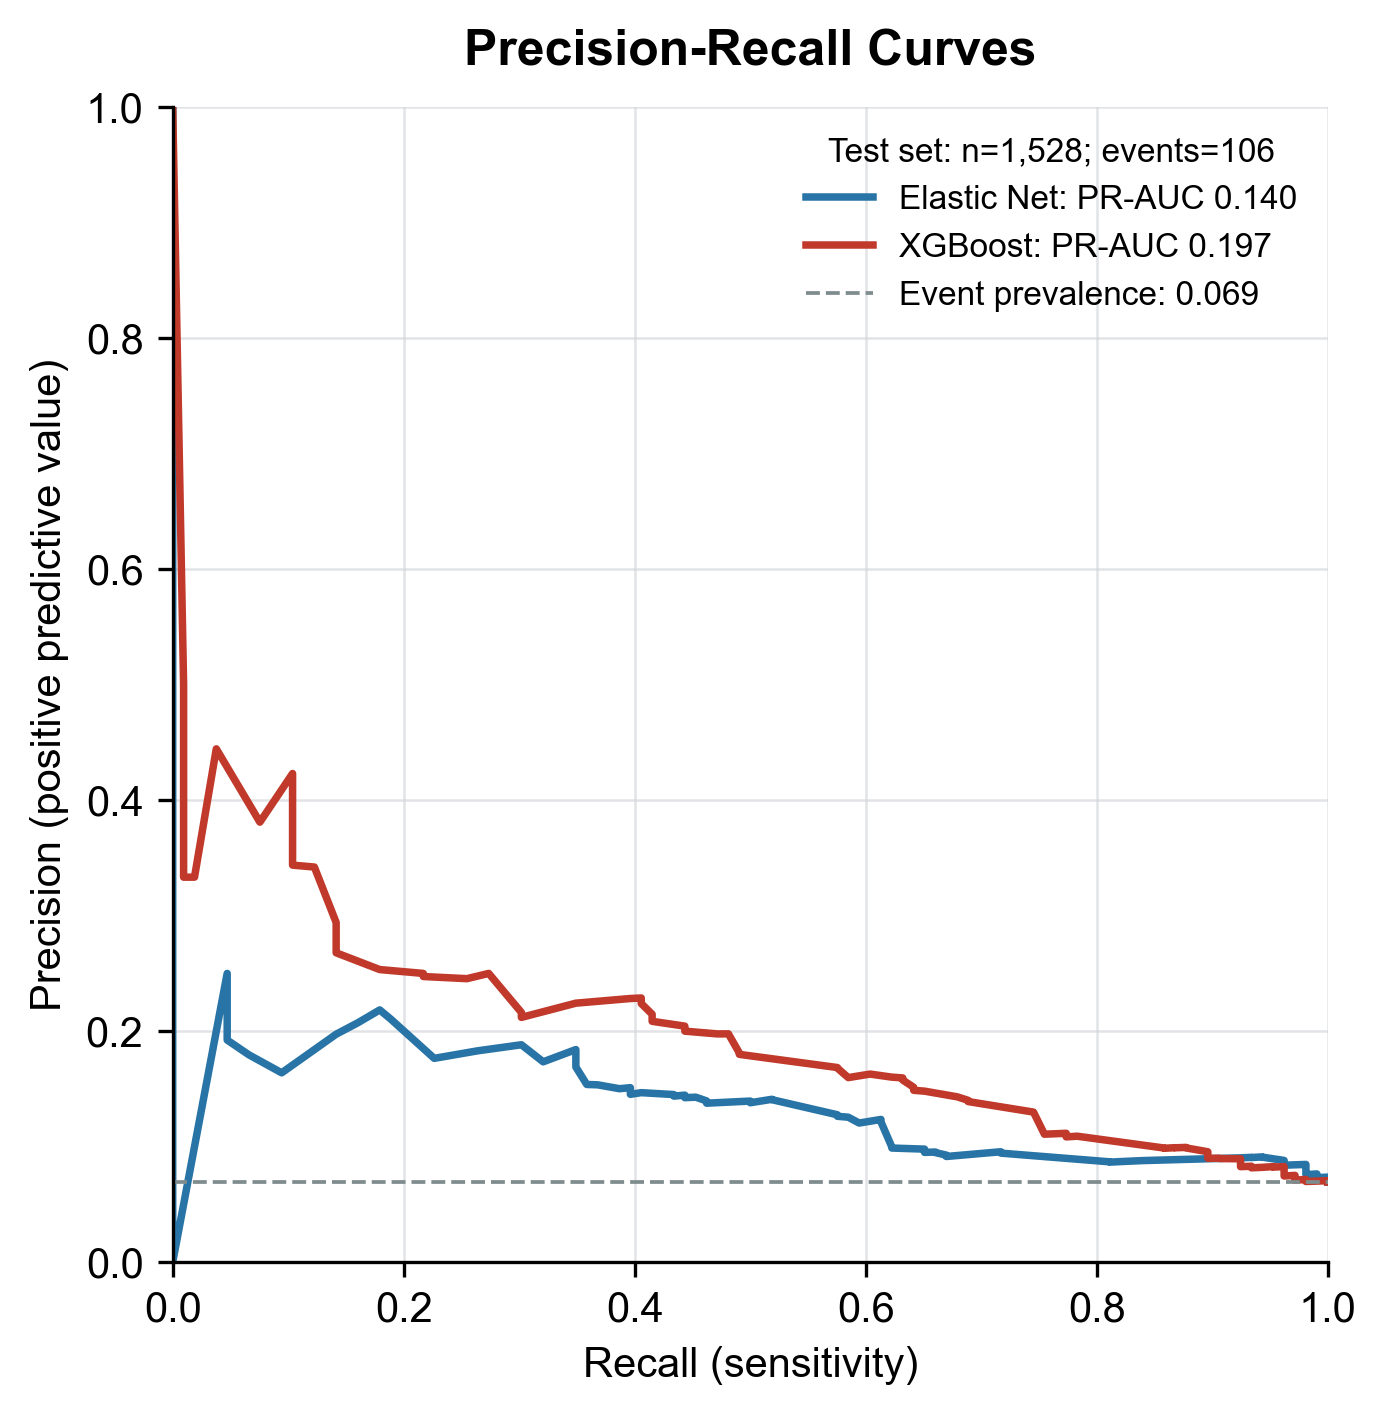 Precision-Recall Curves
Test set: n=1,528; events=106
Elastic Net: PR-AUC 0.140
XGBoost: PR-AUC 0.197
Event prevalence: 0.069
Precision (positive predictive value)
1.0
0.8
0.6
0.4
0.2
0.0
0.0 0.2 0.4 0.6 0.8 1.0
Recall (sensitivity)